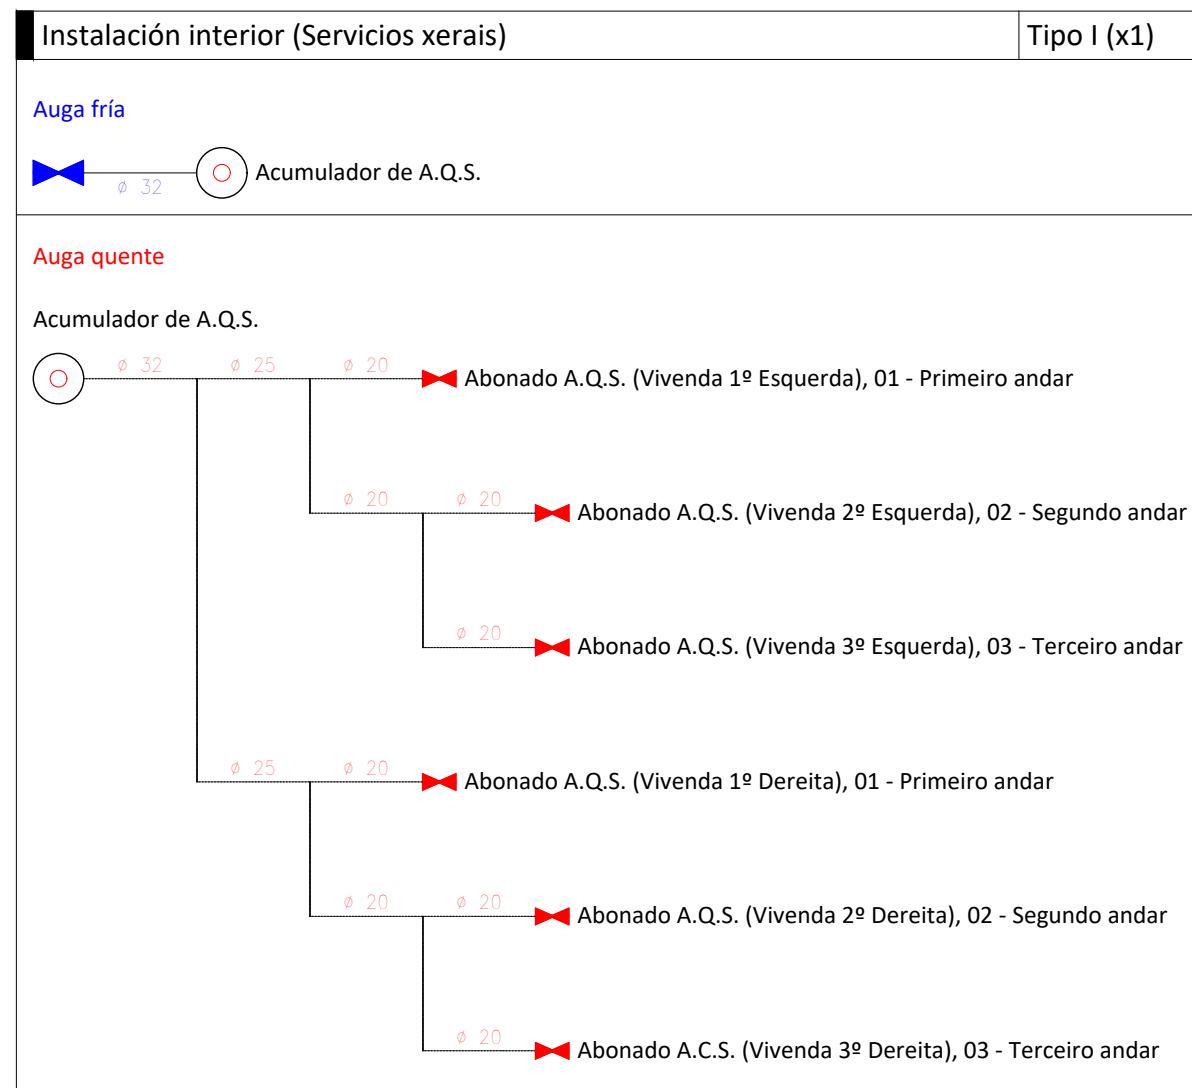 Instalación interior (Servicios xerais) Tipo I (x1)
Auga fría
Acumulador de A.Q.S.
ø 32
Auga quente
Acumulador de A.Q.S.
ø 32 ø 25 ø 20
Abonado A.Q.S. (Vivenda 1º Esquerda), 01 - Primeiro andar
ø 20 ø 20
Abonado A.Q.S. (Vivenda 2º Esquerda), 02 - Segundo andar
ø 20
Abonado A.Q.S. (Vivenda 3º Esquerda), 03 - Terceiro andar
ø 25 ø 20
Abonado A.Q.S. (Vivenda 1º Dereita), 01 - Primeiro andar
ø 20 ø 20
Abonado A.Q.S. (Vivenda 2º Dereita), 02 - Segundo andar
ø 20
Abonado A.C.S. (Vivenda 3º Dereita), 03 - Terceiro andar